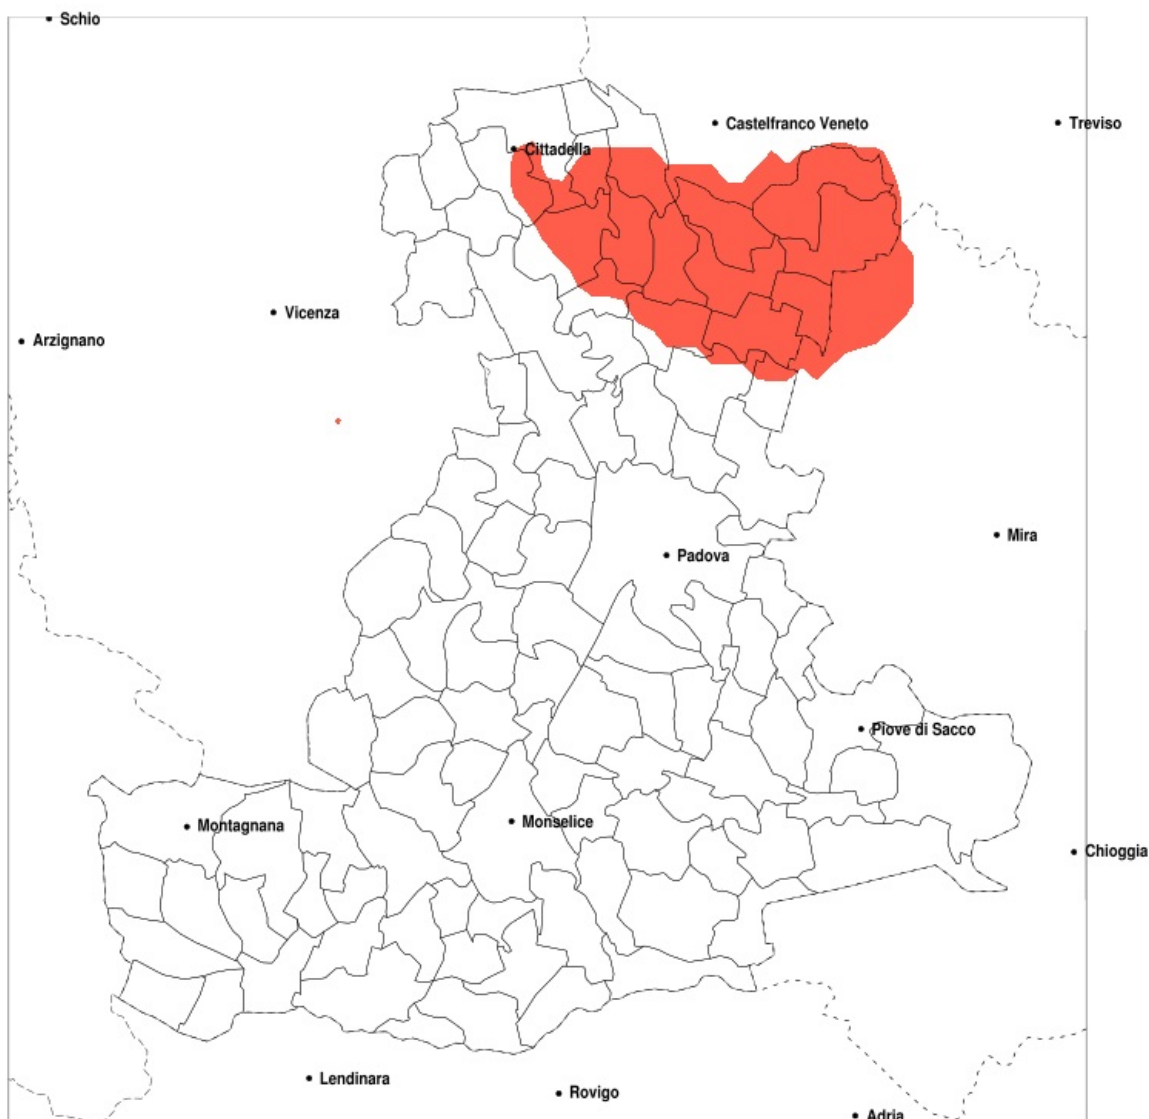 Schio
Castelfranco Veneto
Treviso
Cittadella
Vicenza
Arzignano
Mira
Padova
Piove di Sacco
Montagnana
Monselice
Chioggia
Lendinara
Rovigo
Adria